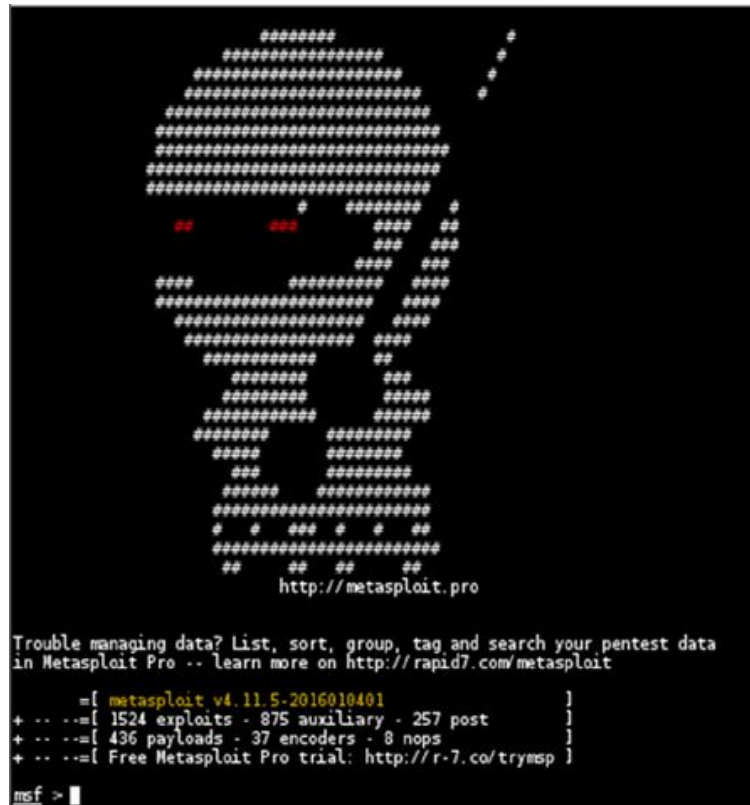 http://metasploit.pro
Trouble managing data? List, sort, group, tag and search your pentest data
in Metasploit Pro -- learn more on http://rapid7.com/metasploit
=[ metasploit v4.11.5-2016010401 ]
+ -- --=[ 1524 exploits - 875 auxiliary - 257 post ]
+ -- --=[ 436 payloads - 37 encoders - 8 nops ]
+ -- --=[ Free Metasploit Pro trial: http://r-7.co/trymsp ]
msf >